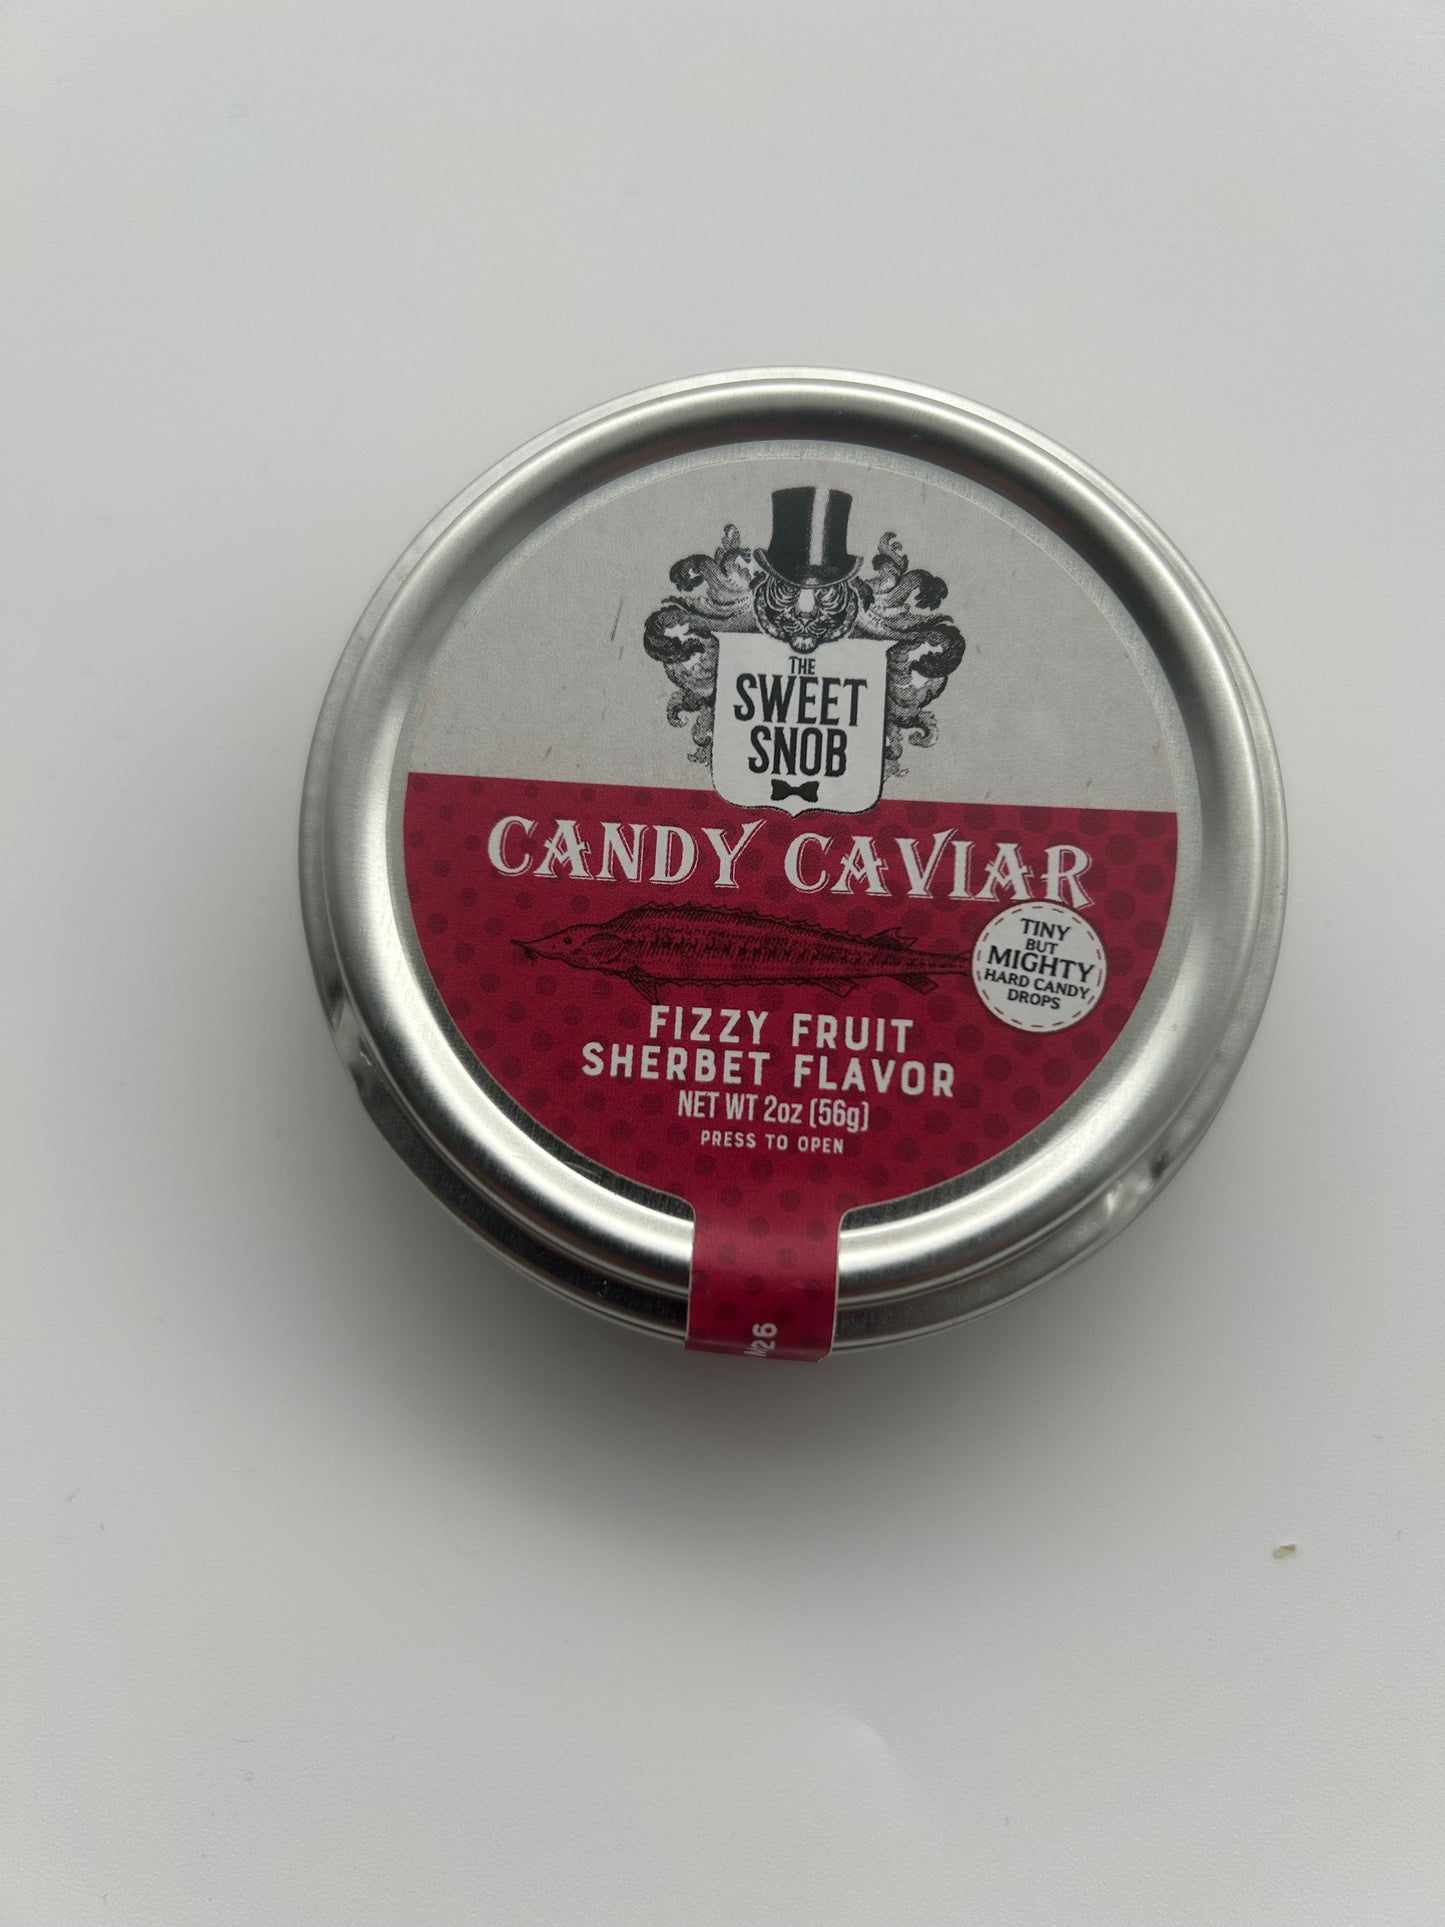 THE
SWEET
SNOB
CANDY CAVIAR
TINY
BUT
MIGHTY
HARD CANDY
DROPS
FIZZY FRUIT
SHERBET FLAVOR
NET WT 2oz (56g)
PRESS TO OPEN